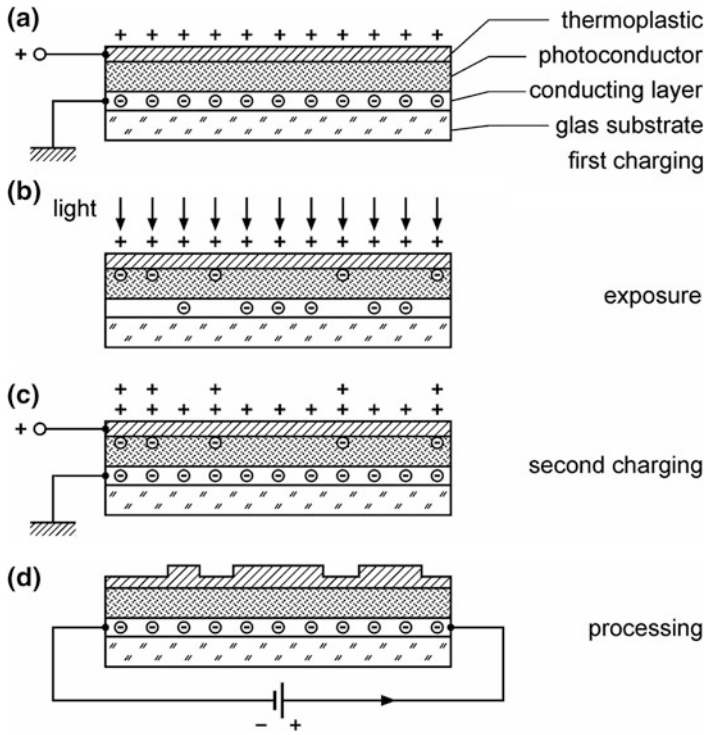 (a)
+ + + + + + + + + + +
thermoplastic
+
photoconductor
conducting layer
glas substrate
first charging
(b)
light
+ + + + + + + + + + +
exposure
(c)
+ + + + +
+ + + + + + + + + + +
+
second charging
(d)
processing
− +